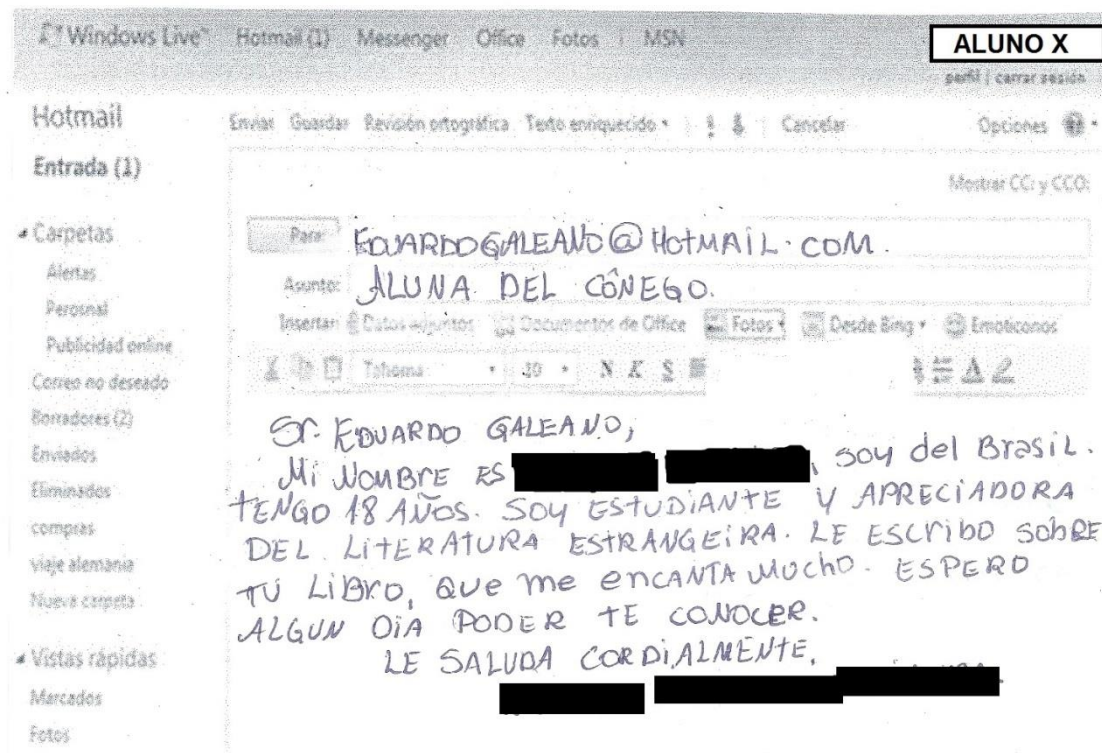 Windows Live™ Hotmail (1) Messenger Office Fotos | MSN
ALUNO X
perfil | cerrar sesión
Hotmail
Enviar Guardar Revisión ortográfica Texto enriquecido Cancelar Opciones
Entrada (1)
Mostrar CC: y CCO:
Carpetas
Alertas
Personal
Publicidad online
Correo no deseado
Borradores (2)
Enviados
Eliminados
compras
viaje alemania
Nueva carpeta
Vistas rápidas
Marcados
Fotos
Para: EDUARDOGALEANO@HOTMAIL.COM.
Asunto: ALUNA DEL CÔNEGO.
Insertar: Datos adjuntos Documentos de Office Fotos Desde Bing Emoticonos
Tahoma 10 N K S
Sr. EDUARDO GALEANO,
Mi NOMBRE ES , SOY del Brasil.
TENGO 18 AÑOS. SOY ESTUDIANTE Y APRECIADORA
DEL LITERATURA ESTRANGEIRA. LE ESCRIBO SOBRE
TU LIBRO, QUE me encANTA MUCHO. ESPERO
ALGUN DIA PODER TE CONOCER.
LE SALUDA CORDIALMENTE,